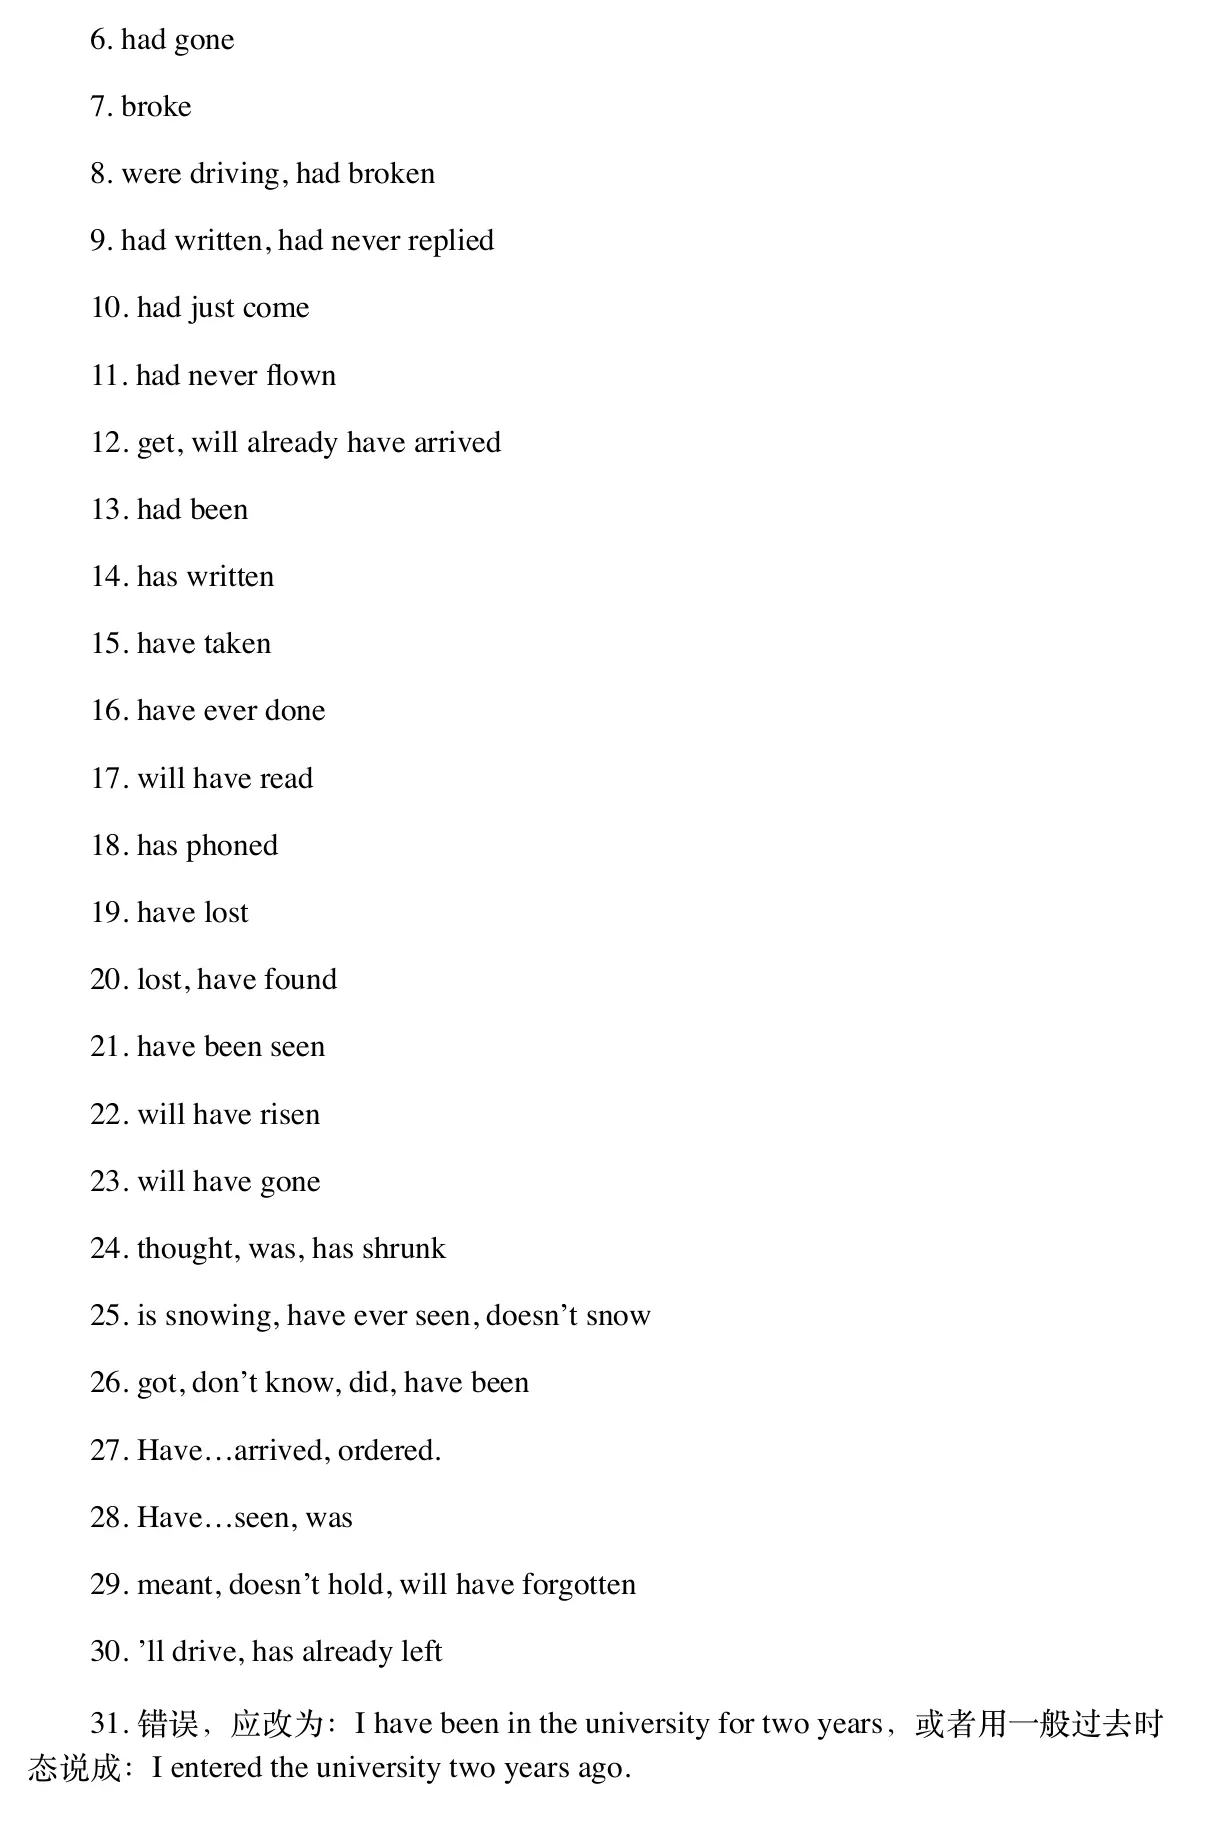 6. had gone
7. broke
8. were driving, had broken
9. had written, had never replied
10. had just come
11. had never flown
12. get, will already have arrived
13. had been
14. has written
15. have taken
16. have ever done
17. will have read
18. has phoned
19. have lost
20. lost, have found
21. have been seen
22. will have risen
23. will have gone
24. thought, was, has shrunk
25. is snowing, have ever seen, doesn’t snow
26. got, don’t know, did, have been
27. Have…arrived, ordered.
28. Have…seen, was
29. meant, doesn’t hold, will have forgotten
30. ’ll drive, has already left
31. 错误，应改为：I have been in the university for two years，或者用一般过去时
态说成：I entered the university two years ago.